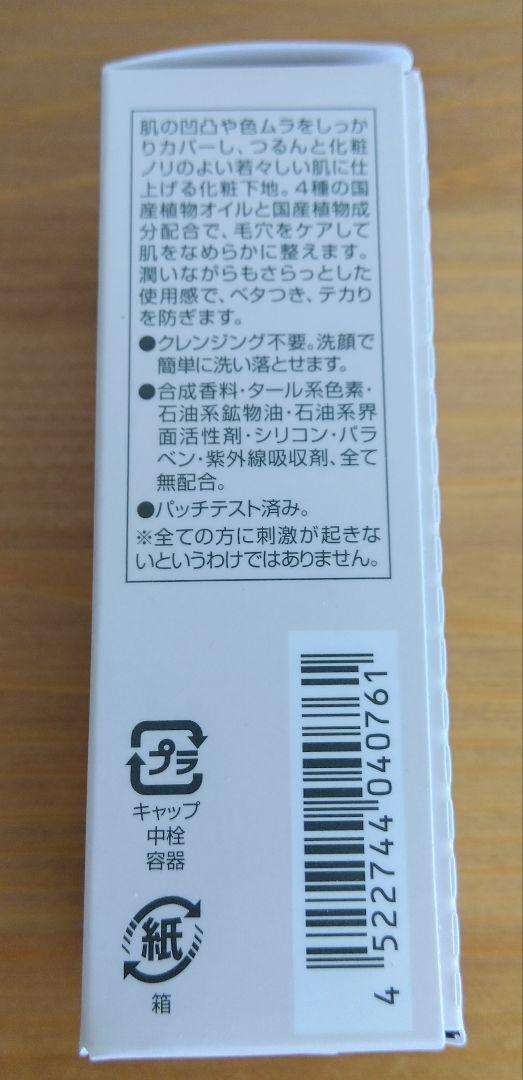 肌の凹凸や色ムラをしっか
りカバーし、つるんと化粧
ノリのよい若々しい肌に仕
上げる化粧下地。4種の国
産植物オイルと国産植物成
分配合で、毛穴をケアして
肌をなめらかに整えます。
潤いながらもさらっとした
使用感で、ベタつき、テカり
を防ぎます。
●クレンジング不要。洗顔で
簡単に洗い落とせます。
●合成香料・タール系色素・
石油系鉱物油・石油系界
面活性剤・シリコン・パラ
ベン・紫外線吸収剤、全て
無配合。
●パッチテスト済み。
※全ての方に刺激が起きな
いというわけではありません。
プラ
キャップ
中栓
容器
紙
箱
4 522744 040761